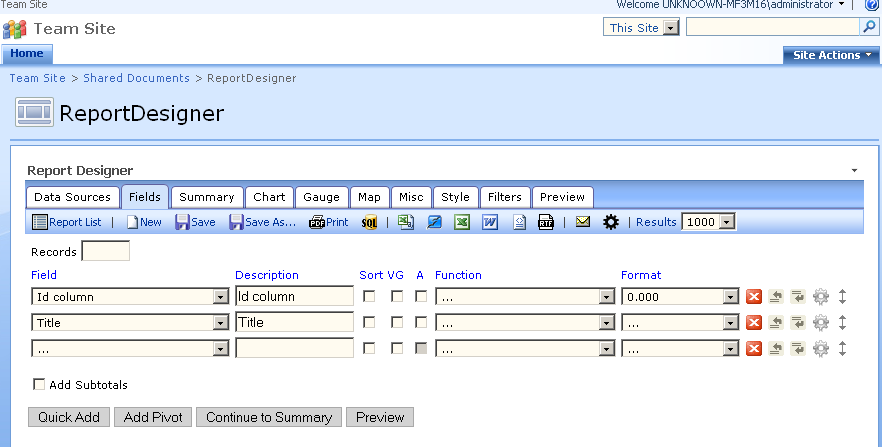 Team Site Welcome UNKNOOWN-MF3M16\administrator
Team Site This Site
Home Site Actions
Team Site > Shared Documents > ReportDesigner
ReportDesigner
Report Designer
Data Sources Fields Summary Chart Gauge Map Misc Style Filters Preview
Report List | New Save Save As... PDF Print SQL | RTF | Results 1000
Records
Field Description Sort VG A Function Format
Id column Id column ... 0.000
Title Title ... ...
... ... ...
Add Subtotals
Quick Add Add Pivot Continue to Summary Preview